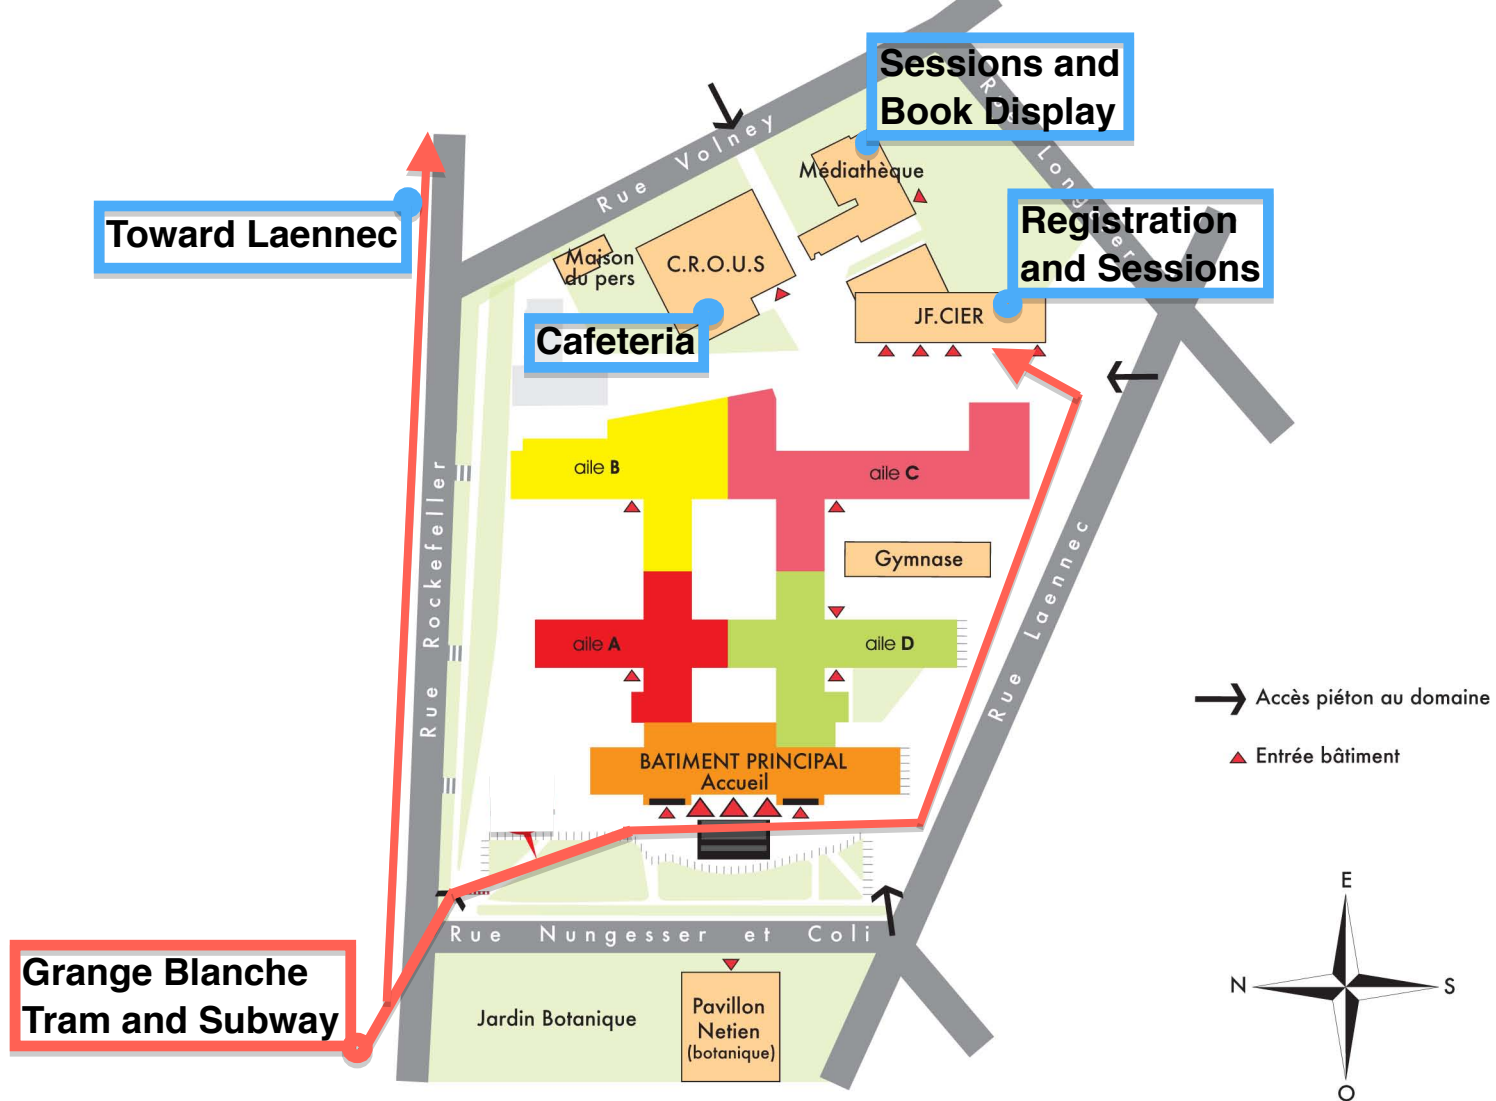 Sessions and
Book Display
Rue Volney
Médiathèque
Toward Laennec
Registration
and Sessions
Maison
du pers
C.R.O.U.S
JF.CIER
Cafeteria
aile B
aile C
Rue Rockefeller
Gymnase
Rue Laennec
aile A
aile D
Accès piéton au domaine
Entrée bâtiment
BATIMENT PRINCIPAL
Accueil
Rue Nungesser et Coli
Grange Blanche
Tram and Subway
Jardin Botanique
Pavillon
Netien
(botanique)
E
N
S
O